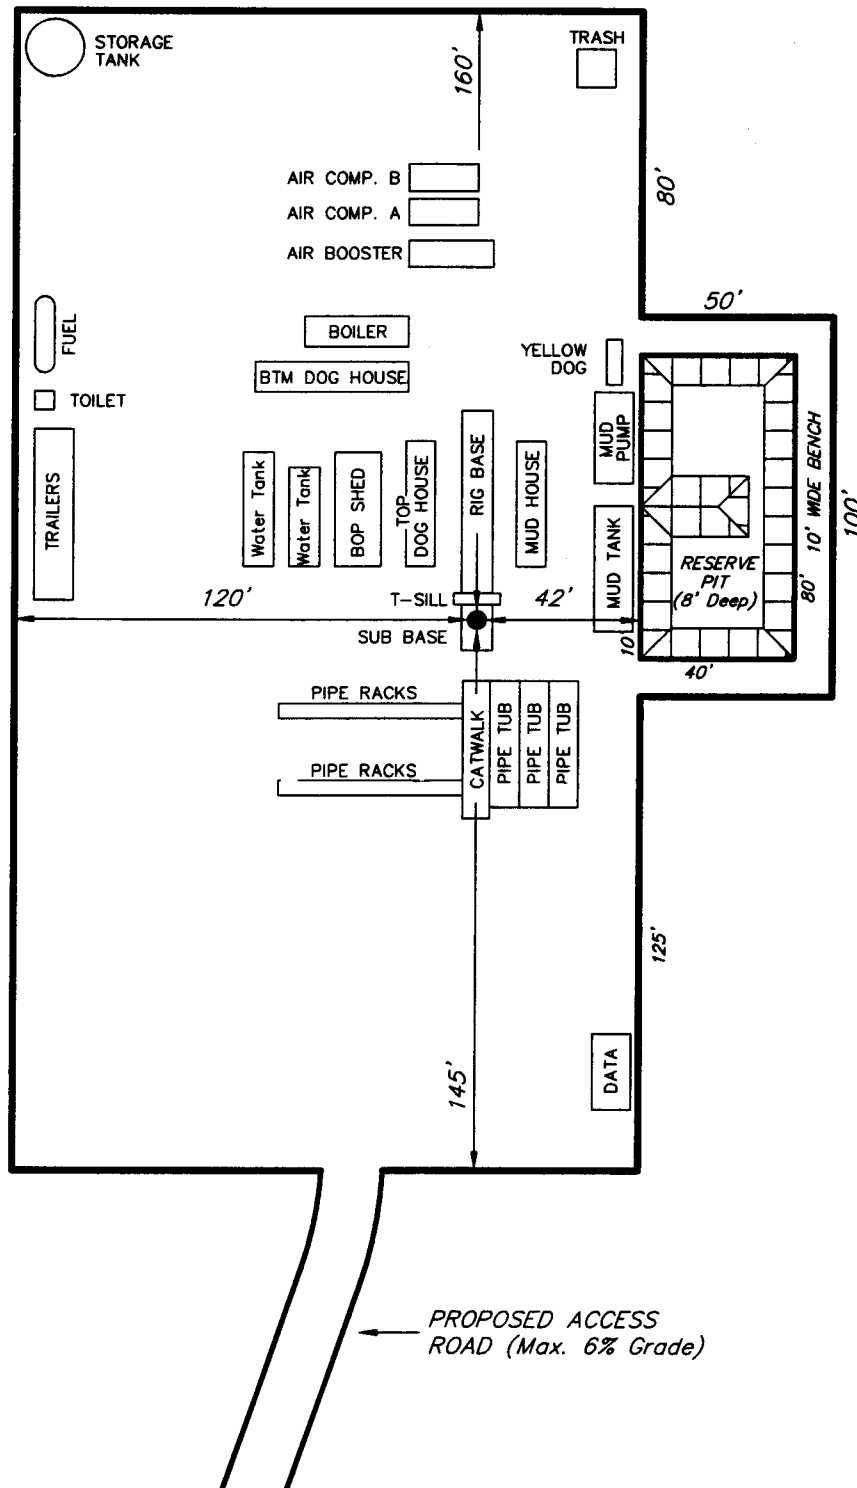 STORAGE
TANK
160'
TRASH
AIR COMP. B
AIR COMP. A
AIR BOOSTER
80'
50'
FUEL
BOILER
YELLOW
DOG
BTM DOG HOUSE
TOILET
TRAILERS
Water Tank
Water Tank
BOP SHED
TOP
DOG HOUSE
RIG BASE
MUD HOUSE
MUD
PUMP
MUD TANK
RESERVE
PIT
(8' Deep)
80'
10' WIDE BENCH
100'
T-SILL
120'
42'
SUB BASE
10'
40'
PIPE RACKS
PIPE RACKS
CATWALK
PIPE TUB
PIPE TUB
PIPE TUB
125'
145'
DATA
PROPOSED ACCESS
ROAD (Max. 6% Grade)